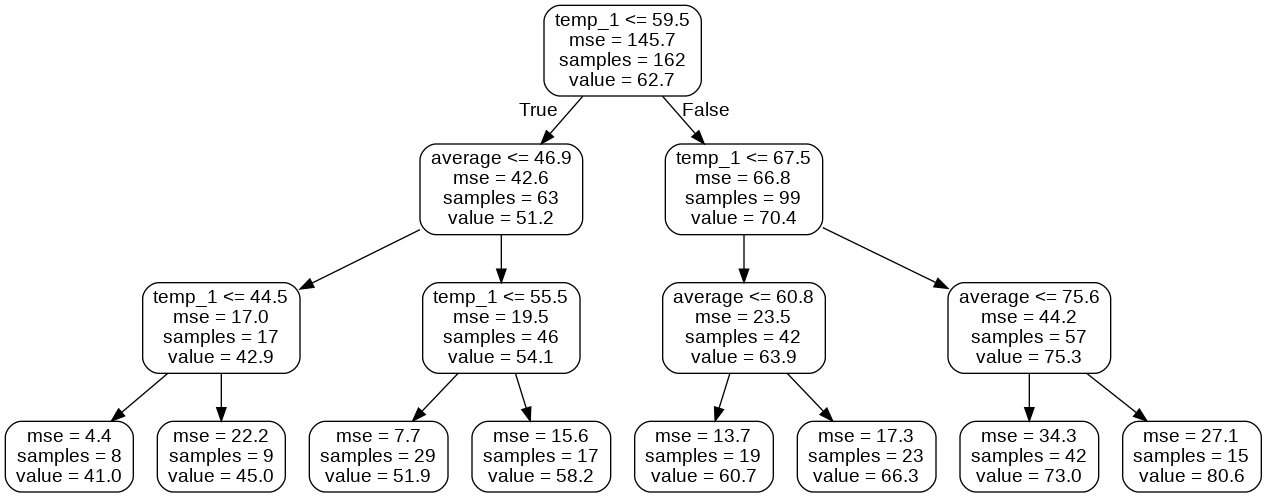 temp_1 <= 59.5
mse = 145.7
samples = 162
value = 62.7
True
False
average <= 46.9
mse = 42.6
samples = 63
value = 51.2
temp_1 <= 67.5
mse = 66.8
samples = 99
value = 70.4
temp_1 <= 44.5
mse = 17.0
samples = 17
value = 42.9
temp_1 <= 55.5
mse = 19.5
samples = 46
value = 54.1
average <= 60.8
mse = 23.5
samples = 42
value = 63.9
average <= 75.6
mse = 44.2
samples = 57
value = 75.3
mse = 4.4
samples = 8
value = 41.0
mse = 22.2
samples = 9
value = 45.0
mse = 7.7
samples = 29
value = 51.9
mse = 15.6
samples = 17
value = 58.2
mse = 13.7
samples = 19
value = 60.7
mse = 17.3
samples = 23
value = 66.3
mse = 34.3
samples = 42
value = 73.0
mse = 27.1
samples = 15
value = 80.6